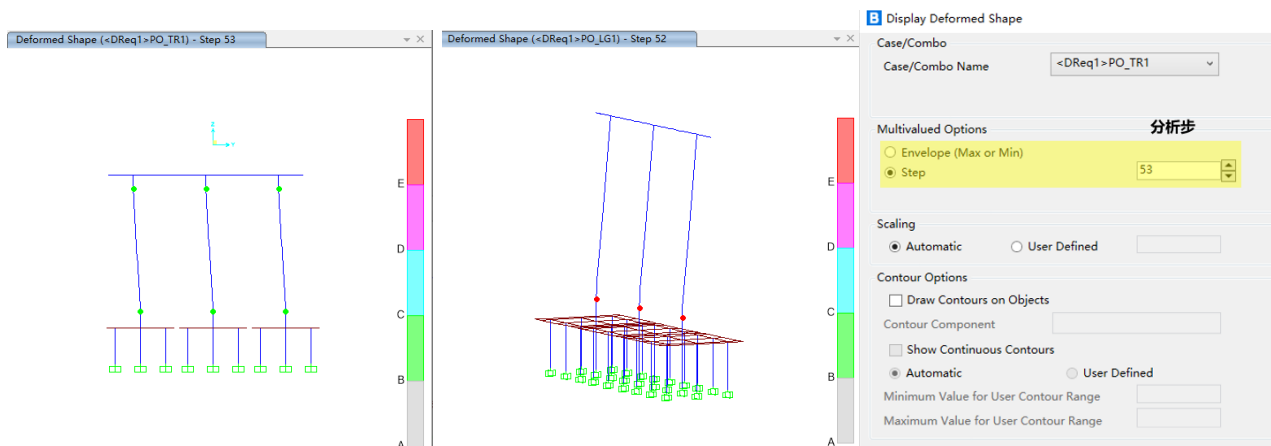 Deformed Shape (<DReq1>PO_TR1) - Step 53
Z
Y
E
D
C
B
A
Deformed Shape (<DReq1>PO_LG1) - Step 52
E
D
C
B
A
B Display Deformed Shape
Case/Combo
Case/Combo Name
<DReq1>PO_TR1
Multivalued Options
分析步
Envelope (Max or Min)
Step
53
Scaling
Automatic
User Defined
Contour Options
Draw Contours on Objects
Contour Component
Show Continuous Contours
Automatic
User Defined
Minimum Value for User Contour Range
Maximum Value for User Contour Range